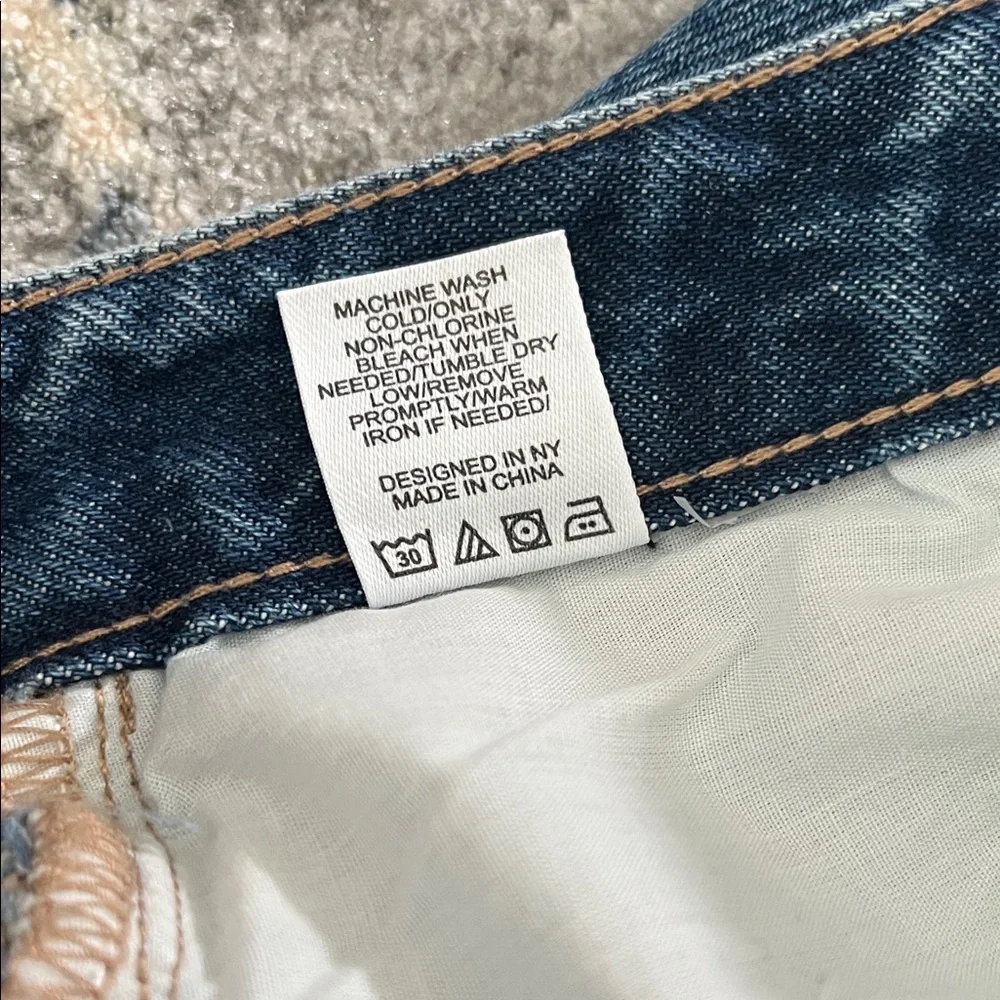 MACHINE WASH
COLD/ONLY
NON-CHLORINE
BLEACH WHEN
NEEDED/TUMBLE DRY
LOW/REMOVE
PROMPTLY/WARM
IRON IF NEEDED/
DESIGNED IN NY
MADE IN CHINA
30